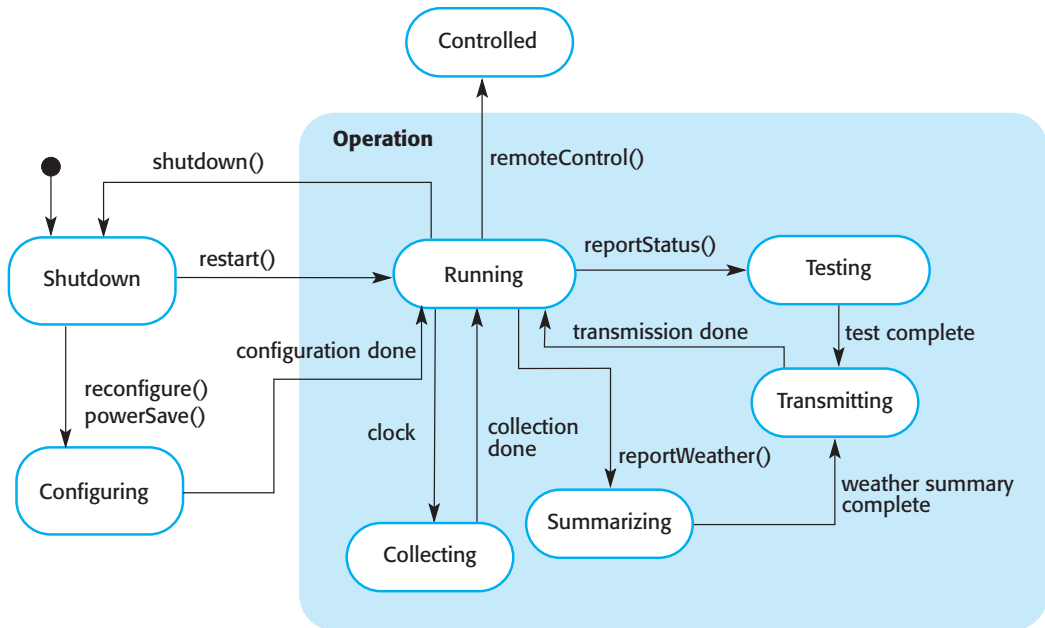 Controlled
Operation
shutdown()
remoteControl()
Shutdown
restart()
Running
reportStatus()
Testing
configuration done
transmission done
test complete
reconfigure()
powerSave()
clock
collection
done
Transmitting
reportWeather()
weather summary
complete
Configuring
Collecting
Summarizing